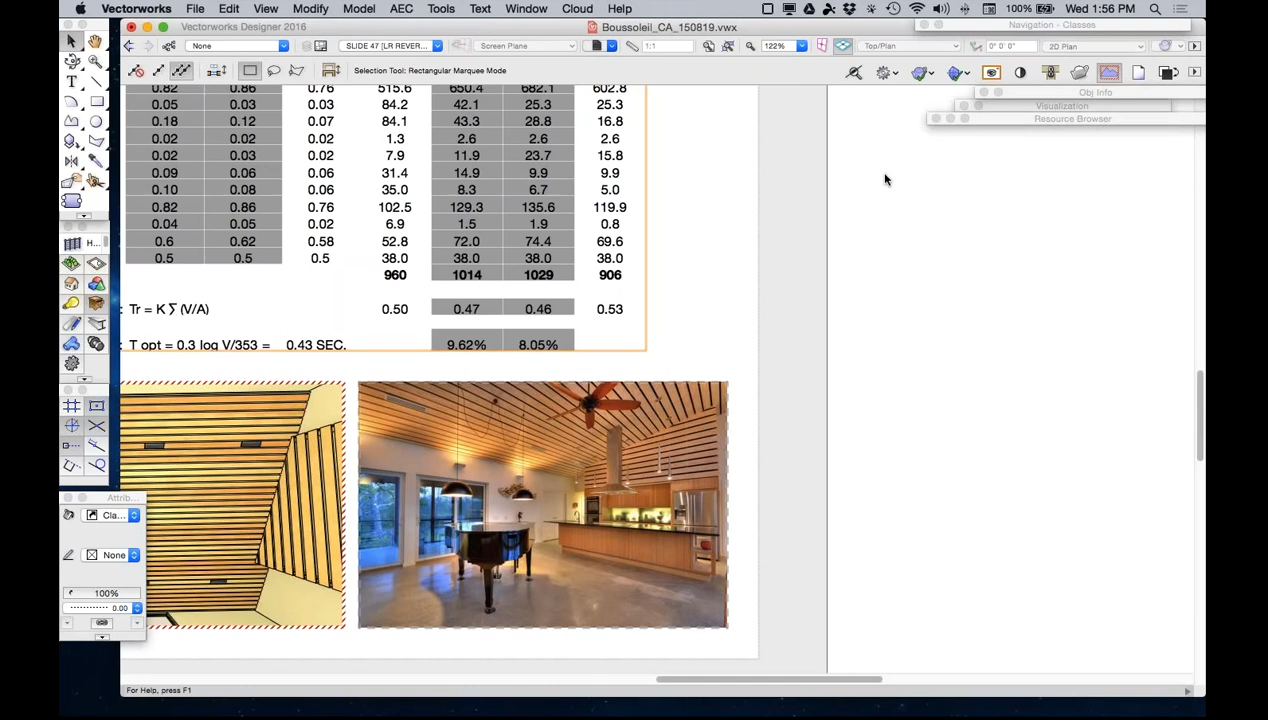 Vectorworks File Edit View Modify Model AEC Tools Text Window Cloud Help 100% Wed 1:56 PM
Vectorworks Designer 2016 Boussoleil_CA_150819.vwx
Navigation - Classes
None SLIDE 47 [LR REVER... Screen Plane 1:1 122% Top/Plan 0° 0' 0" 2D Plan
Selection Tool: Rectangular Marquee Mode
Obj Info
Visualization
Resource Browser
0.82 0.86 0.76 515.6 650.4 682.1 602.8
0.05 0.03 0.03 84.2 42.1 25.3 25.3
0.18 0.12 0.07 84.1 43.3 28.8 16.8
0.02 0.02 0.02 1.3 2.6 2.6 2.6
0.02 0.03 0.02 7.9 11.9 23.7 15.8
0.09 0.06 0.06 31.4 14.9 9.9 9.9
0.10 0.08 0.06 35.0 8.3 6.7 5.0
0.82 0.86 0.76 102.5 129.3 135.6 119.9
0.04 0.05 0.02 6.9 1.5 1.9 0.8
0.6 0.62 0.58 52.8 72.0 74.4 69.6
0.5 0.5 0.5 38.0 38.0 38.0 38.0
960 1014 1029 906
: Tr = K ∑ (V/A) 0.50 0.47 0.46 0.53
: T opt = 0.3 log V/353 = 0.43 SEC. 9.62% 8.05%
H...
Attrib...
Cla...
None
100%
0.00
For Help, press F1